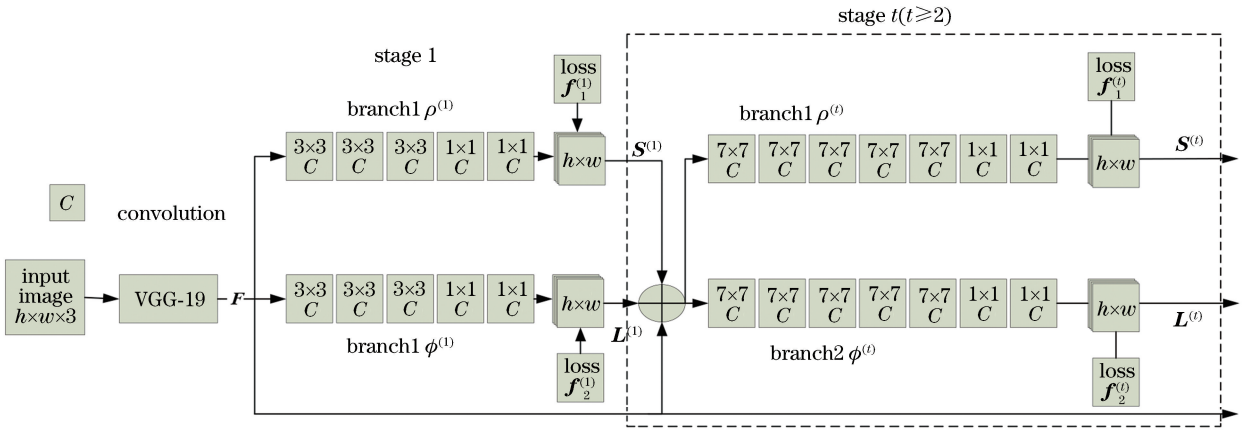 stage t(t≥2)
stage 1
loss
f₁⁽¹⁾
loss
f₁⁽ᵗ⁾
branch1 ρ⁽¹⁾
branch1 ρ⁽ᵗ⁾
3×3 3×3 3×3 1×1 1×1
C C C C C
h×w
S⁽¹⁾
7×7 7×7 7×7 7×7 7×7 1×1 1×1
C C C C C C C
h×w
S⁽ᵗ⁾
C
convolution
input
image
h×w×3
VGG-19
F
3×3 3×3 3×3 1×1 1×1
C C C C C
h×w
L⁽¹⁾
7×7 7×7 7×7 7×7 7×7 1×1 1×1
C C C C C C C
h×w
L⁽ᵗ⁾
branch1 ϕ⁽¹⁾
branch2 ϕ⁽ᵗ⁾
loss
f₂⁽¹⁾
loss
f₂⁽ᵗ⁾